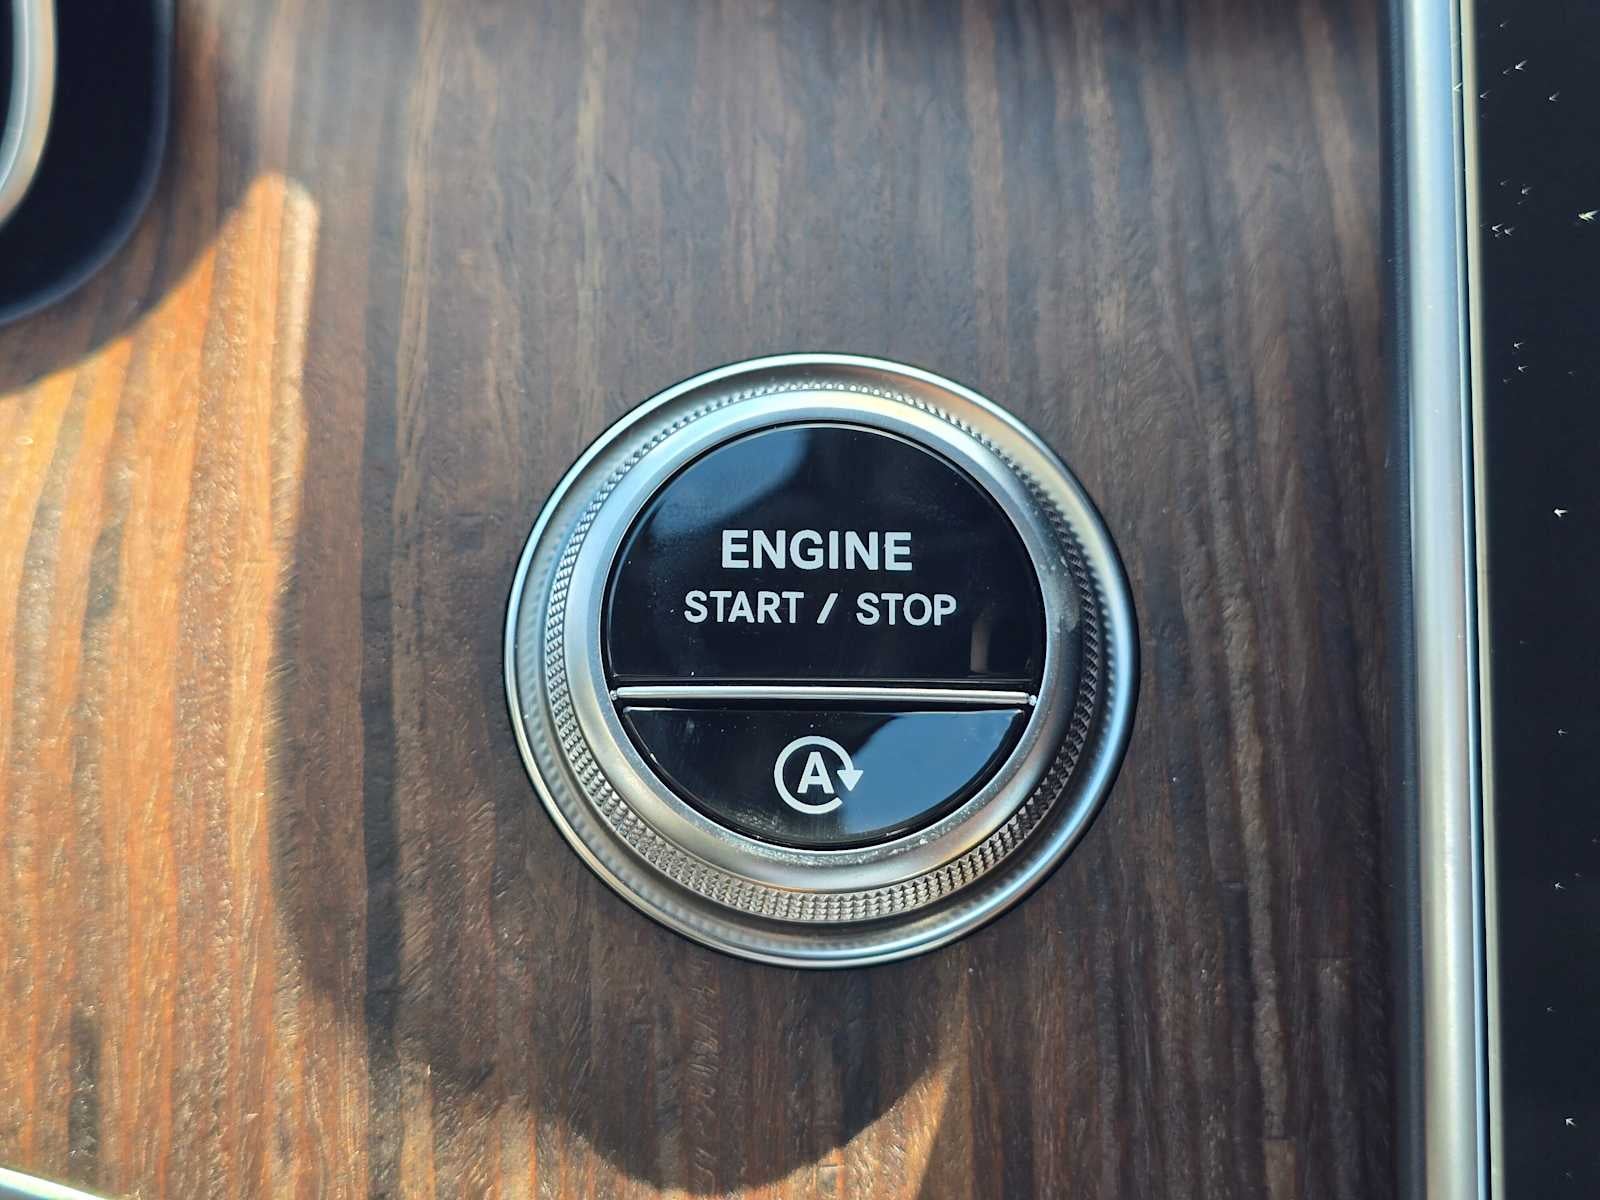 ENGINE
START / STOP
A